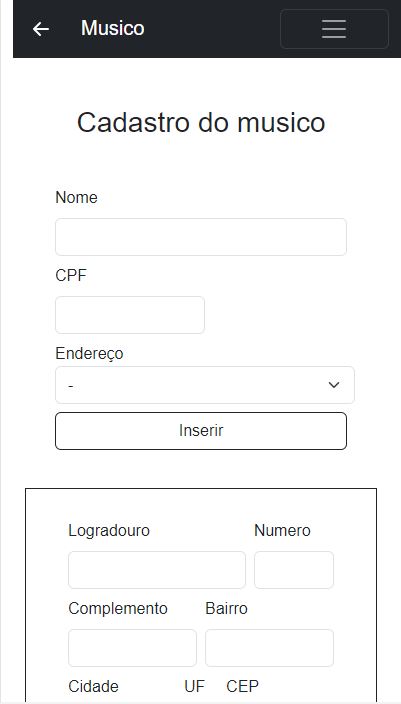 Musico
Cadastro do musico
Nome
CPF
Endereço
-
Inserir
Logradouro Numero
Complemento Bairro
Cidade UF CEP